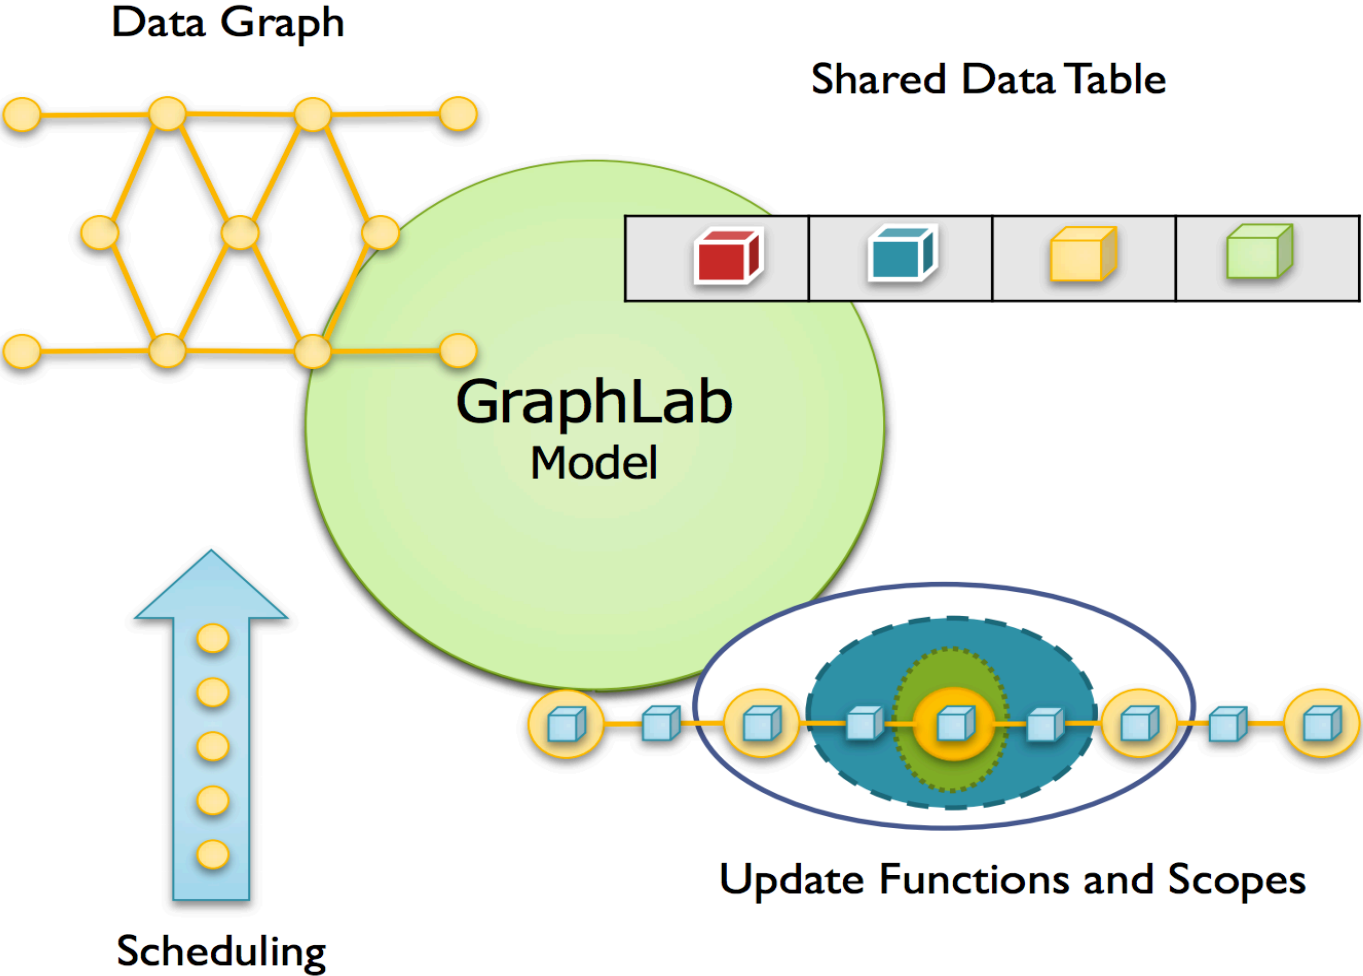 Data Graph
Shared Data Table
GraphLab
Model
Update Functions and Scopes
Scheduling